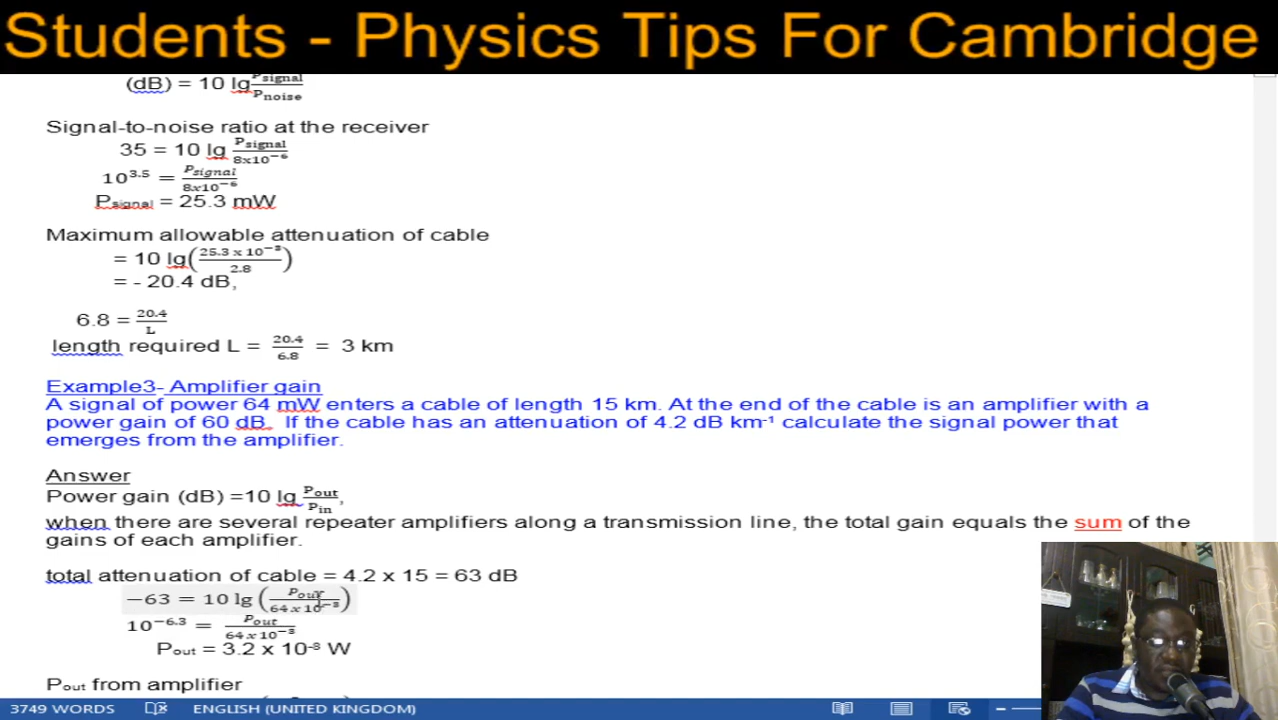 Students - Physics Tips For Cambridge
(dB) = 10 lg Psignal/Pnoise
Signal-to-noise ratio at the receiver
35 = 10 lg Psignal/8x10⁻⁶
10³·⁵ = Psignal/8x10⁻⁶
Psignal = 25.3 mW
Maximum allowable attenuation of cable
= 10 lg(25.3 x 10⁻³/2.8)
= - 20.4 dB,
6.8 = 20.4/L
length required L = 20.4/6.8 = 3 km
Example3- Amplifier gain
A signal of power 64 mW enters a cable of length 15 km. At the end of the cable is an amplifier with a
power gain of 60 dB. If the cable has an attenuation of 4.2 dB km⁻¹ calculate the signal power that
emerges from the amplifier.
Answer
Power gain (dB) =10 lg Pout/Pin,
when there are several repeater amplifiers along a transmission line, the total gain equals the sum of the
gains of each amplifier.
total attenuation of cable = 4.2 x 15 = 63 dB
−63 = 10 lg (Pout/64 x 10⁻³)
10⁻⁶·³ = Pout/64 x 10⁻³
Pout = 3.2 x 10⁻⁸ W
Pout from amplifier
3749 WORDS ENGLISH (UNITED KINGDOM)